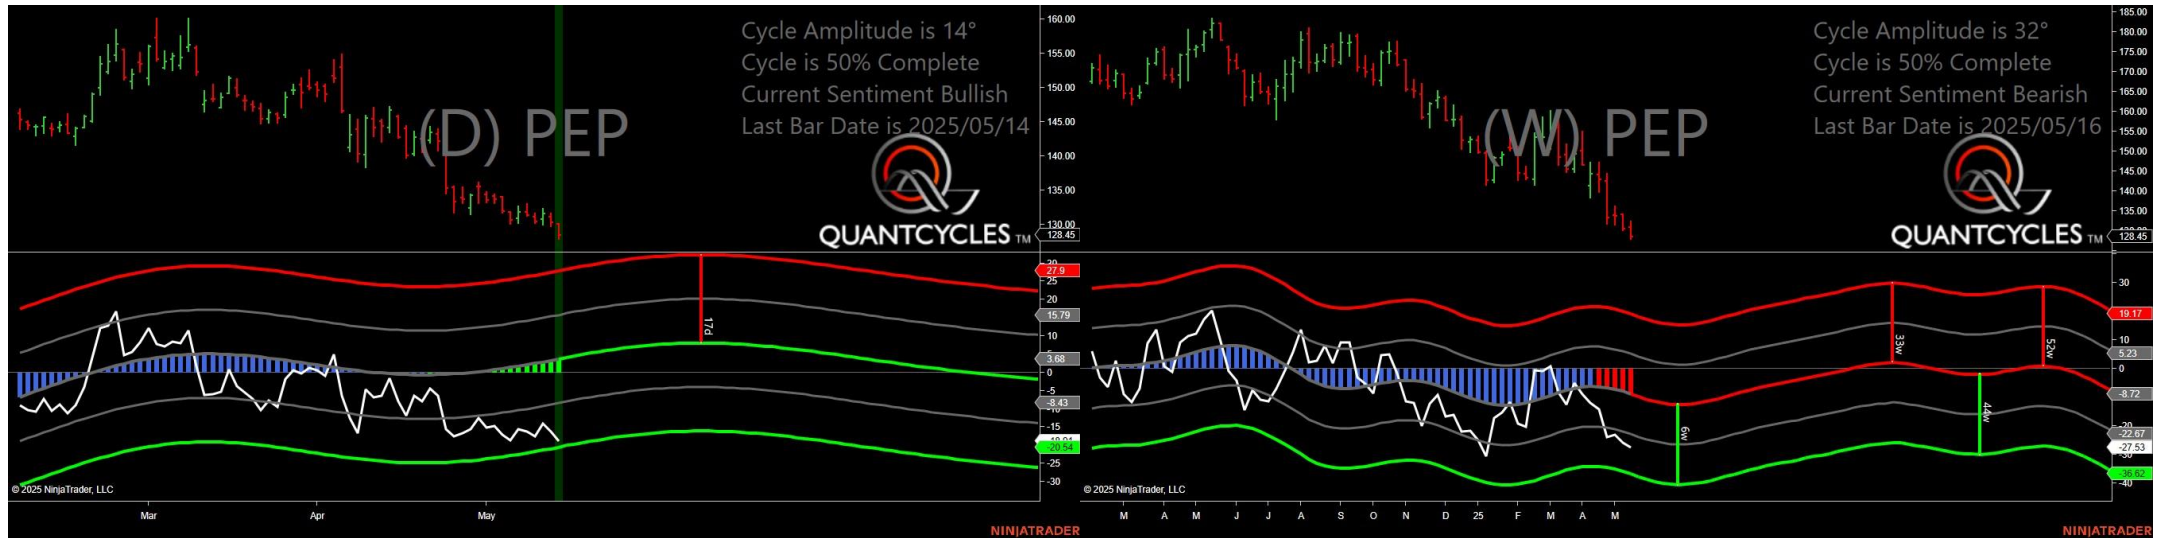 Cycle Amplitude is 14°
Cycle is 50% Complete
Current Sentiment Bullish
Last Bar Date is 2025/05/14
(D) PEP
QUANTCYCLES TM
160.00
155.00
150.00
145.00
140.00
135.00
130.00
128.45
27.9
25
20
15.79
10
5
3.68
0
-5
-8.43
-15
-20.54
-25
-30
17d
© 2025 NinjaTrader, LLC
Mar
Apr
May
NINJATRADER
Cycle Amplitude is 32°
Cycle is 50% Complete
Current Sentiment Bearish
Last Bar Date is 2025/05/16
(W) PEP
QUANTCYCLES TM
185.00
180.00
175.00
170.00
165.00
160.00
155.00
150.00
145.00
140.00
135.00
128.45
30
19.17
10
5.23
0
-8.72
-22.67
-27.53
-36.62
-40
6w
33w
44w
52w
© 2025 NinjaTrader, LLC
M
A
M
J
J
A
S
O
N
D
25
F
M
A
M
NINJATRADER